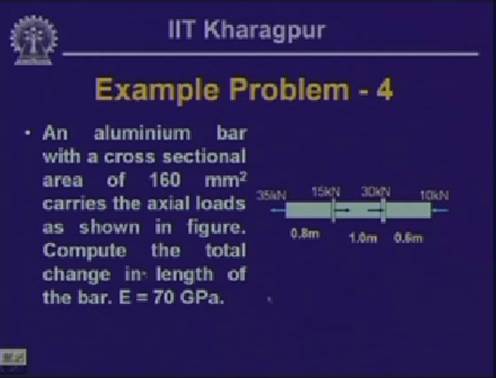 IIT Kharagpur
Example Problem - 4
• An aluminium bar
with a cross sectional
area of 160 mm²
carries the axial loads
as shown in figure.
Compute the total
change in length of
the bar. E = 70 GPa.
35kN 15kN 30kN 10kN
0.8m 1.0m 0.6m